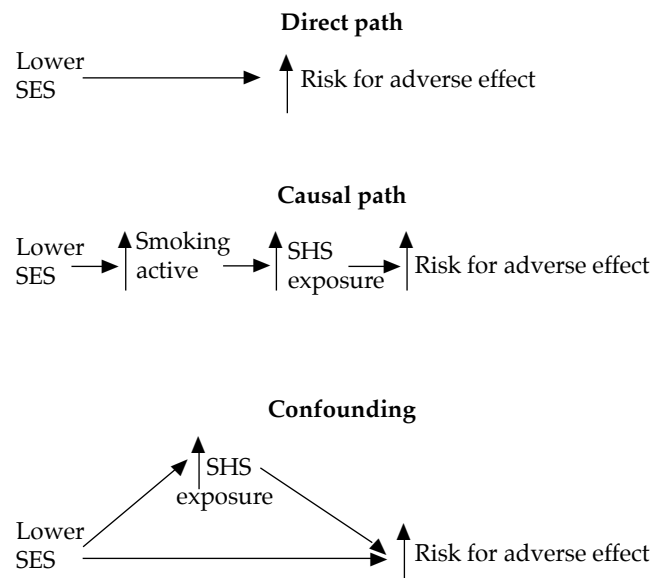 Direct path
Lower
SES
Risk for adverse effect
Causal path
Lower
SES
Smoking
active
SHS
exposure
Risk for adverse effect
Confounding
SHS
exposure
Lower
SES
Risk for adverse effect